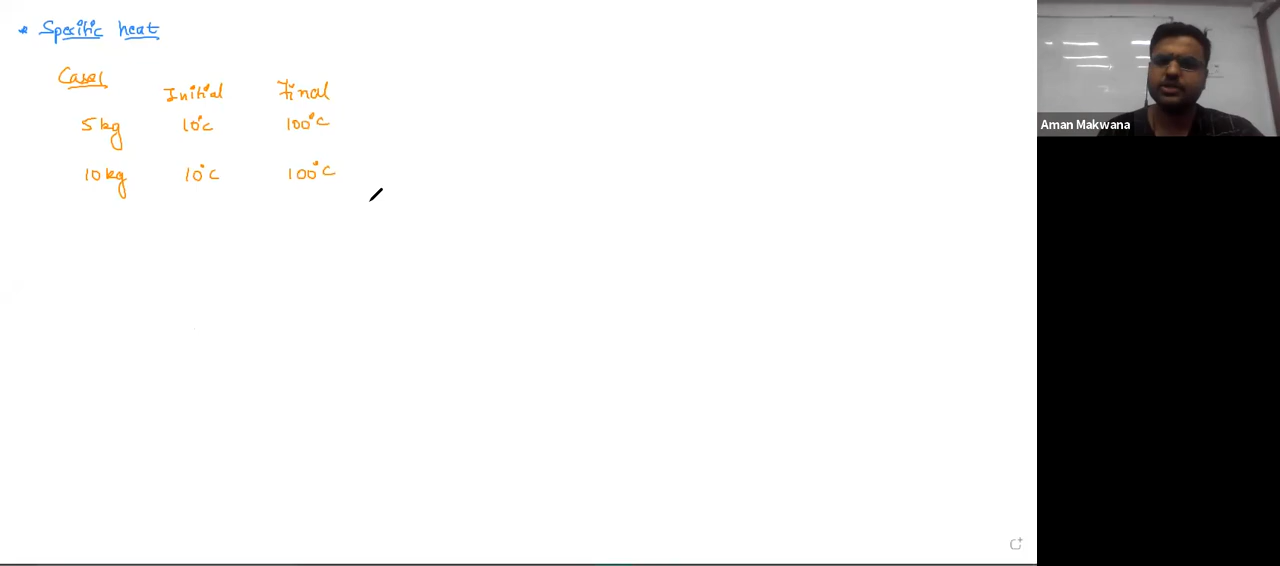 * Specific heat
Case1
Initial Final
5 kg 10°C 100°C
10 kg 10°C 100°C
Aman Makwana